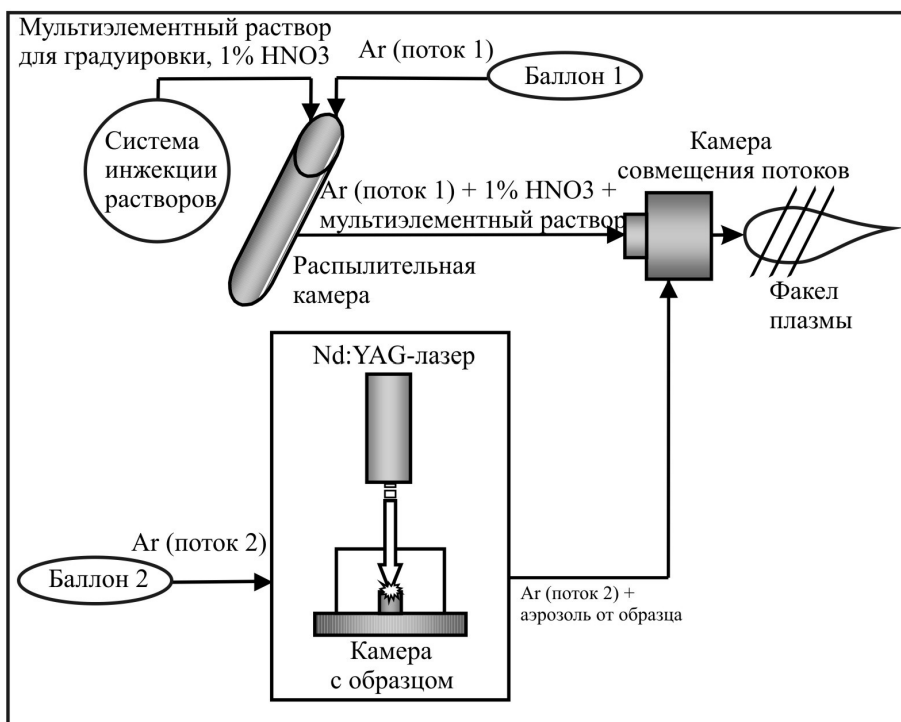 Мультиэлементный раствор
для градуировки, 1% HNO3
Ar (поток 1)
Баллон 1
Система
инжекции
растворов
Камера
совмещения потоков
Ar (поток 1) + 1% HNO3 +
мультиэлементный раствор
Распылительная
камера
Факел
плазмы
Nd:YAG-лазер
Ar (поток 2)
Баллон 2
Ar (поток 2) +
аэрозоль от образца
Камера
с образцом